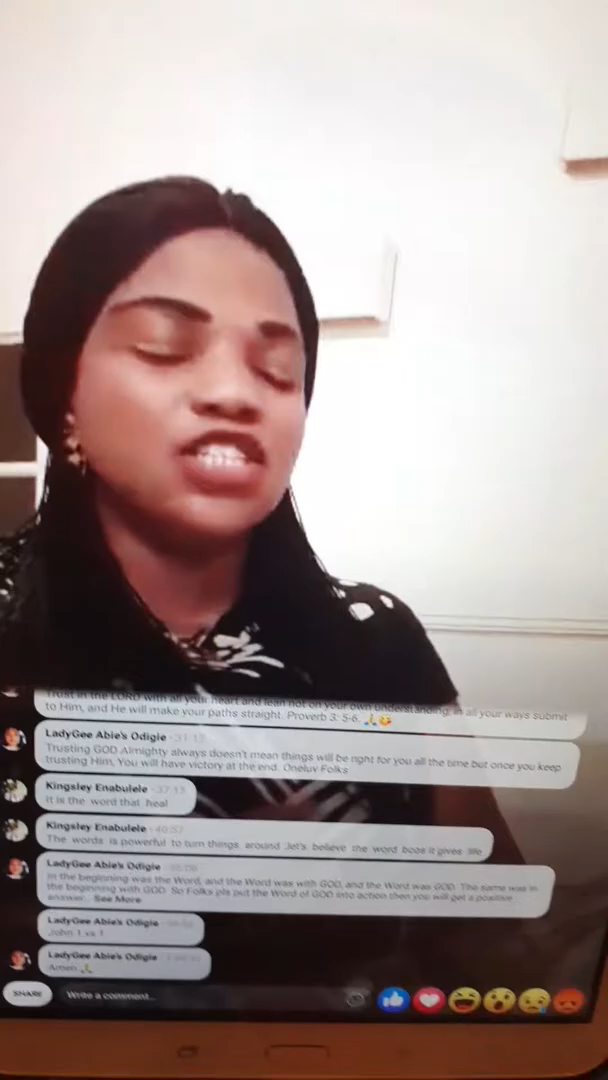 Trust in the LORD with all your heart and lean not on your own understanding; in all your ways submit
to Him, and He will make your paths straight. Proverb 3: 5-6. 🙏
LadyGee Abie's Odigie
Trusting GOD Almighty always doesn't mean things will be right for you all the time but once you keep
trusting Him, You will have victory at the end. Oneluv Folks
Kingsley Enabulele · 37:13
It is the word that heal
Kingsley Enabulele · 40:57
The words is powerful to turn things around .let's believe the word it gives life
LadyGee Abie's Odigie
In the beginning was the Word, and the Word was with GOD, and the Word was GOD. The same was in
the beginning with GOD. So Folks pls put the Word of GOD into action then you will get a positive
answer... See More
LadyGee Abie's Odigie
John 1 vs 1
LadyGee Abie's Odigie
Amen 🙏
SHARE
Write a comment...